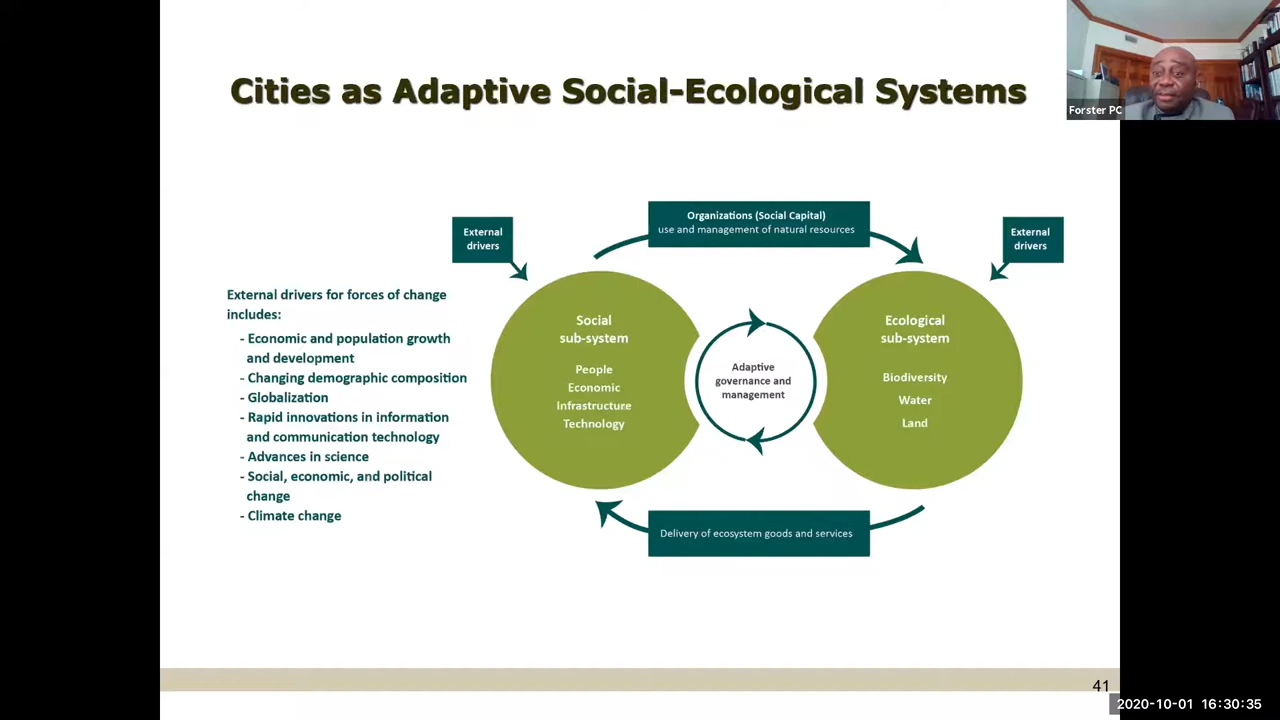 Cities as Adaptive Social-Ecological Systems
Forster PC
Organizations (Social Capital)
use and management of natural resources
External
drivers
External
drivers
External drivers for forces of change
includes:
- Economic and population growth
and development
- Changing demographic composition
- Globalization
- Rapid innovations in information
and communication technology
- Advances in science
- Social, economic, and political
change
- Climate change
Social
sub-system
People
Economic
Infrastructure
Technology
Adaptive
governance and
management
Ecological
sub-system
Biodiversity
Water
Land
Delivery of ecosystem goods and services
41
2020-10-01 16:30:35